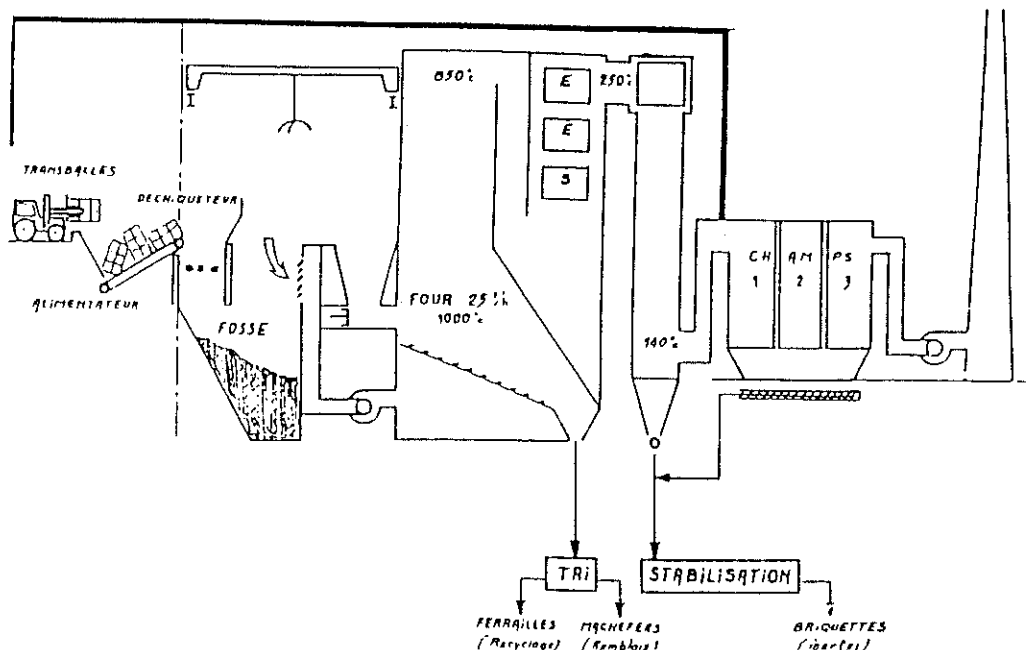 TRANSBALLES
DECHIQUETEUR
ALIMENTATEUR
FOSSE
850°c
E
250°c
E
S
FOUR 25 t/h
1000°c
140°c
CH AM PS
1 2 3
TRI
STABILISATION
FERRAILLES
(Recyclage)
MACHEFERS
(Remblais)
BRIQUETTES
(inertes)